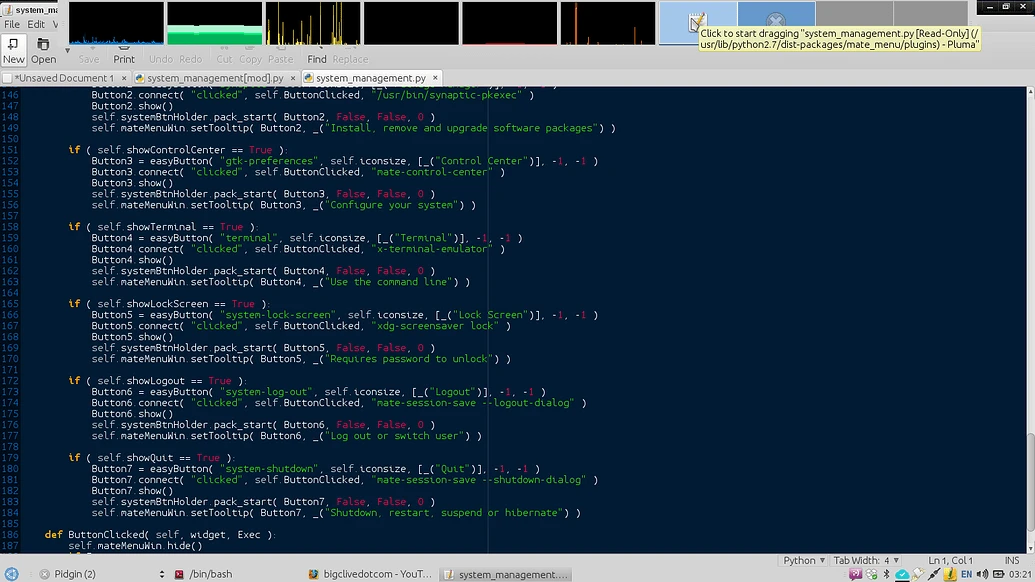 system_mana
File Edit V
New Open Save Print Undo Redo Cut Copy Paste Find Replace
Click to start dragging "system_management.py [Read-Only] (/
usr/lib/python2.7/dist-packages/mate_menu/plugins) - Pluma"
*Unsaved Document 1 × system_management[mod].py × system_management.py ×
146 Button2.connect( "clicked", self.ButtonClicked, "/usr/bin/synaptic-pkexec" )
147 Button2.show()
148 self.systemBtnHolder.pack_start( Button2, False, False, 0 )
149 self.mateMenuWin.setTooltip( Button2, _("Install, remove and upgrade software packages") )
150
151 if ( self.showControlCenter == True ):
152 Button3 = easyButton( "gtk-preferences", self.iconsize, [_("Control Center")], -1, -1 )
153 Button3.connect( "clicked", self.ButtonClicked, "mate-control-center" )
154 Button3.show()
155 self.systemBtnHolder.pack_start( Button3, False, False, 0 )
156 self.mateMenuWin.setTooltip( Button3, _("Configure your system") )
157
158 if ( self.showTerminal == True ):
159 Button4 = easyButton( "terminal", self.iconsize, [_("Terminal")], -1, -1 )
160 Button4.connect( "clicked", self.ButtonClicked, "x-terminal-emulator" )
161 Button4.show()
162 self.systemBtnHolder.pack_start( Button4, False, False, 0 )
163 self.mateMenuWin.setTooltip( Button4, _("Use the command line") )
164
165 if ( self.showLockScreen == True ):
166 Button5 = easyButton( "system-lock-screen", self.iconsize, [_("Lock Screen")], -1, -1 )
167 Button5.connect( "clicked", self.ButtonClicked, "xdg-screensaver lock" )
168 Button5.show()
169 self.systemBtnHolder.pack_start( Button5, False, False, 0 )
170 self.mateMenuWin.setTooltip( Button5, _("Requires password to unlock") )
171
172 if ( self.showLogout == True ):
173 Button6 = easyButton( "system-log-out", self.iconsize, [_("Logout")], -1, -1 )
174 Button6.connect( "clicked", self.ButtonClicked, "mate-session-save --logout-dialog" )
175 Button6.show()
176 self.systemBtnHolder.pack_start( Button6, False, False, 0 )
177 self.mateMenuWin.setTooltip( Button6, _("Log out or switch user") )
178
179 if ( self.showQuit == True ):
180 Button7 = easyButton( "system-shutdown", self.iconsize, [_("Quit")], -1, -1 )
181 Button7.connect( "clicked", self.ButtonClicked, "mate-session-save --shutdown-dialog" )
182 Button7.show()
183 self.systemBtnHolder.pack_start( Button7, False, False, 0 )
184 self.mateMenuWin.setTooltip( Button7, _("Shutdown, restart, suspend or hibernate") )
185
186 def ButtonClicked( self, widget, Exec ):
187 self.mateMenuWin.hide()
Python Tab Width: 4 Ln 1, Col 1 INS
Pidgin (2) /bin/bash bigclivedotcom - YouT... system_management.... EN 03:21